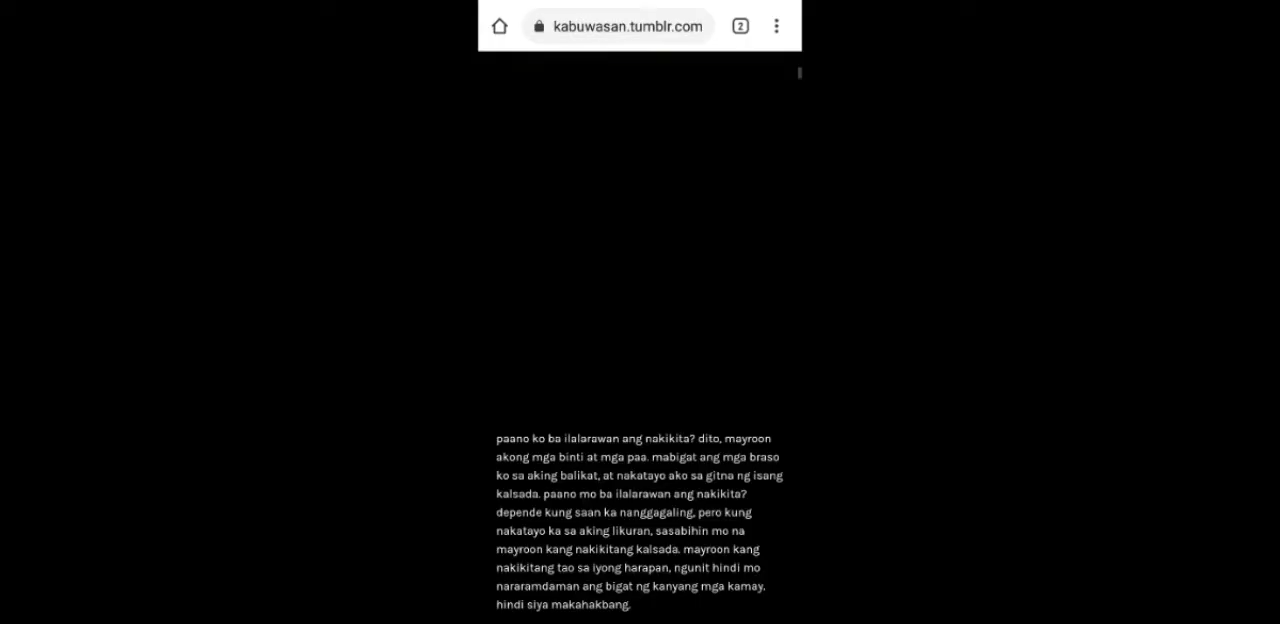 kabuwasan.tumblr.com
2
paano ko ba ilalarawan ang nakikita? dito, mayroon
akong mga binti at mga paa. mabigat ang mga braso
ko sa aking balikat, at nakatayo ako sa gitna ng isang
kalsada. paano mo ba ilalarawan ang nakikita?
depende kung saan ka nanggagaling, pero kung
nakatayo ka sa aking likuran, sasabihin mo na
mayroon kang nakikitang kalsada. mayroon kang
nakikitang tao sa iyong harapan, ngunit hindi mo
nararamdaman ang bigat ng kanyang mga kamay.
hindi siya makahakbang.